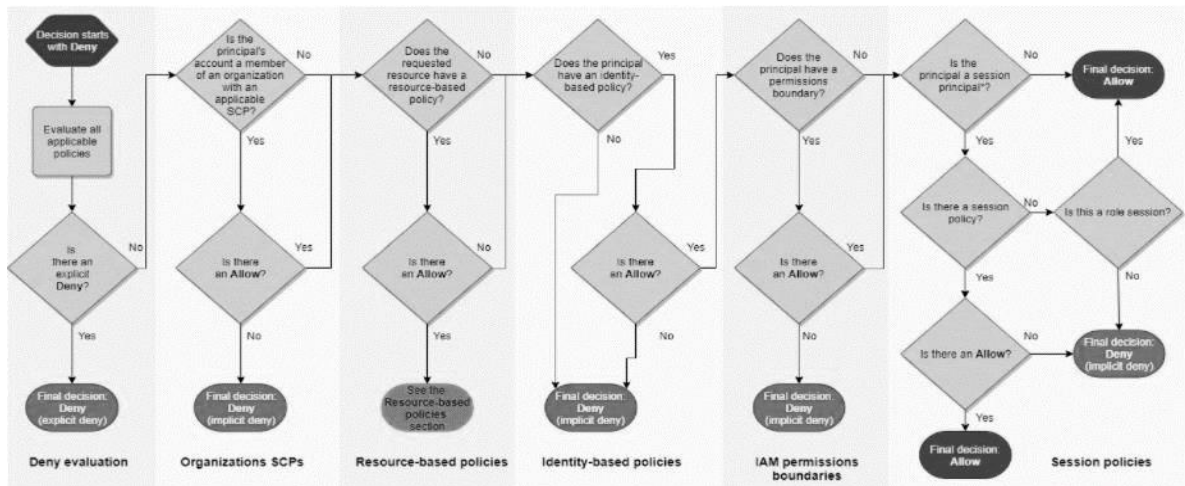 Decision starts
with Deny
Evaluate all
applicable
policies
Is
there an
explicit
Deny?
No
Yes
Final decision:
Deny
(explicit deny)
Deny evaluation
Is the
principal's
account a member
of an organization
with an
applicable
SCP?
No
Yes
Is there
an Allow?
Yes
No
Final decision:
Deny
(implicit deny)
Organizations SCPs
Does the
requested
resource have a
resource-based
policy?
No
Yes
Is there
an Allow?
No
Yes
See the
Resource-based
policies
section
Resource-based policies
Does the principal
have an identity-
based policy?
Yes
No
Is there
an Allow?
No
Final decision:
Deny
(implicit deny)
Identity-based policies
Does the
principal have a
permissions
boundary?
No
Yes
Is there
an Allow?
Yes
No
Final decision:
Deny
(implicit deny)
IAM permissions
boundaries
Is the
principal a session
principal*?
No
Final decision:
Allow
Yes
Yes
Is there a session
policy?
No
Is this a role session?
Yes
No
Is there an Allow?
No
Final decision:
Deny
(implicit deny)
Yes
Final decision:
Allow
Session policies